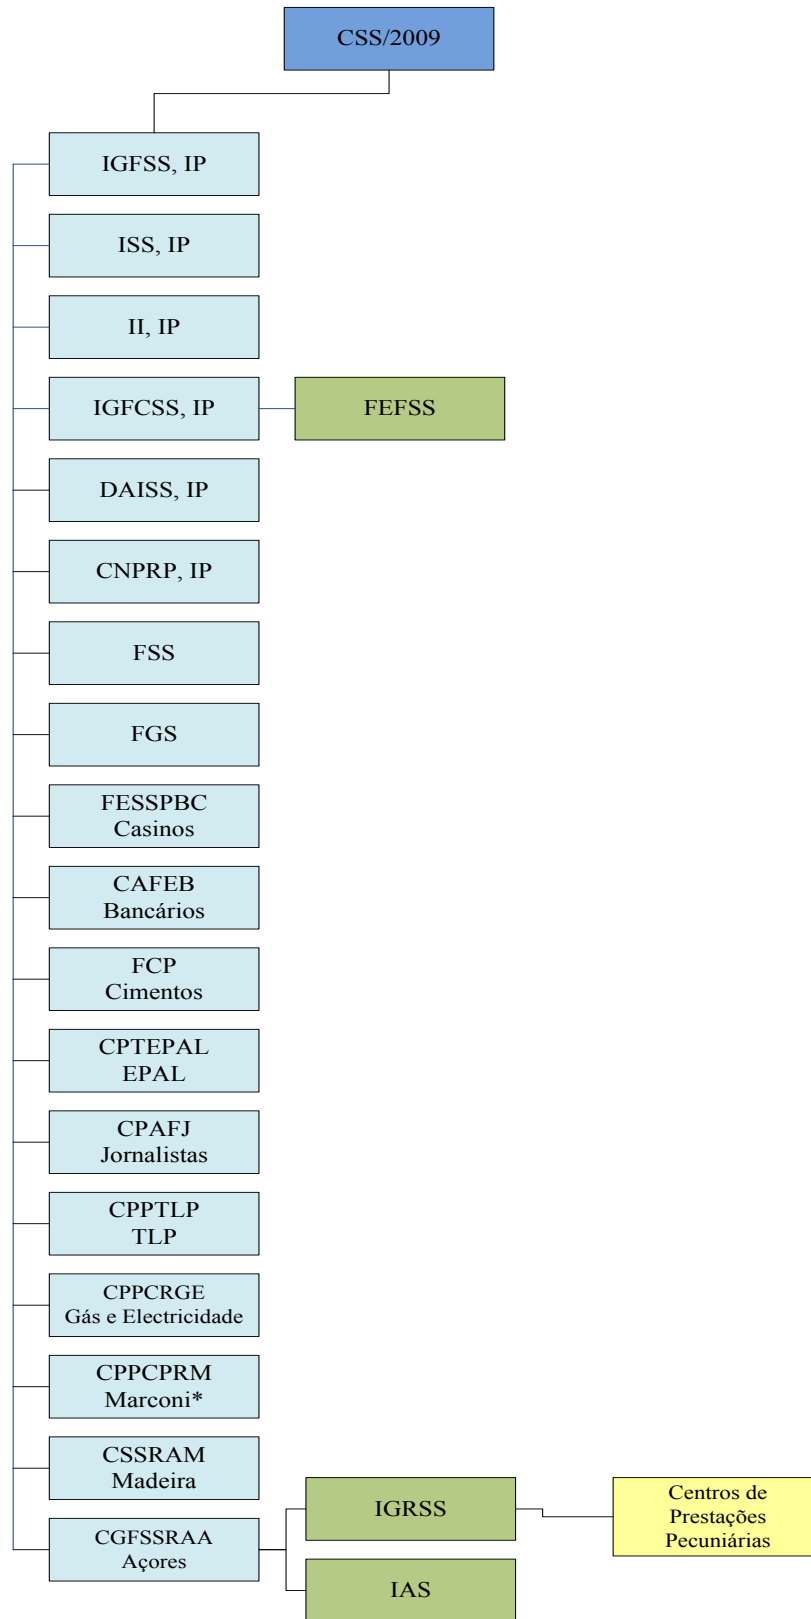 CSS/2009
IGFSS, IP
ISS, IP
II, IP
IGFCSS, IP
FEFSS
DAISS, IP
CNPRP, IP
FSS
FGS
FESSPBC
Casinos
CAFEB
Bancários
FCP
Cimentos
CPTEPAL
EPAL
CPAFJ
Jornalistas
CPPTLP
TLP
CPPCRGE
Gás e Electricidade
CPPCPRM
Marconi*
CSSRAM
Madeira
CGFSSRAA
Açores
IGRSS
Centros de
Prestações
Pecuniárias
IAS